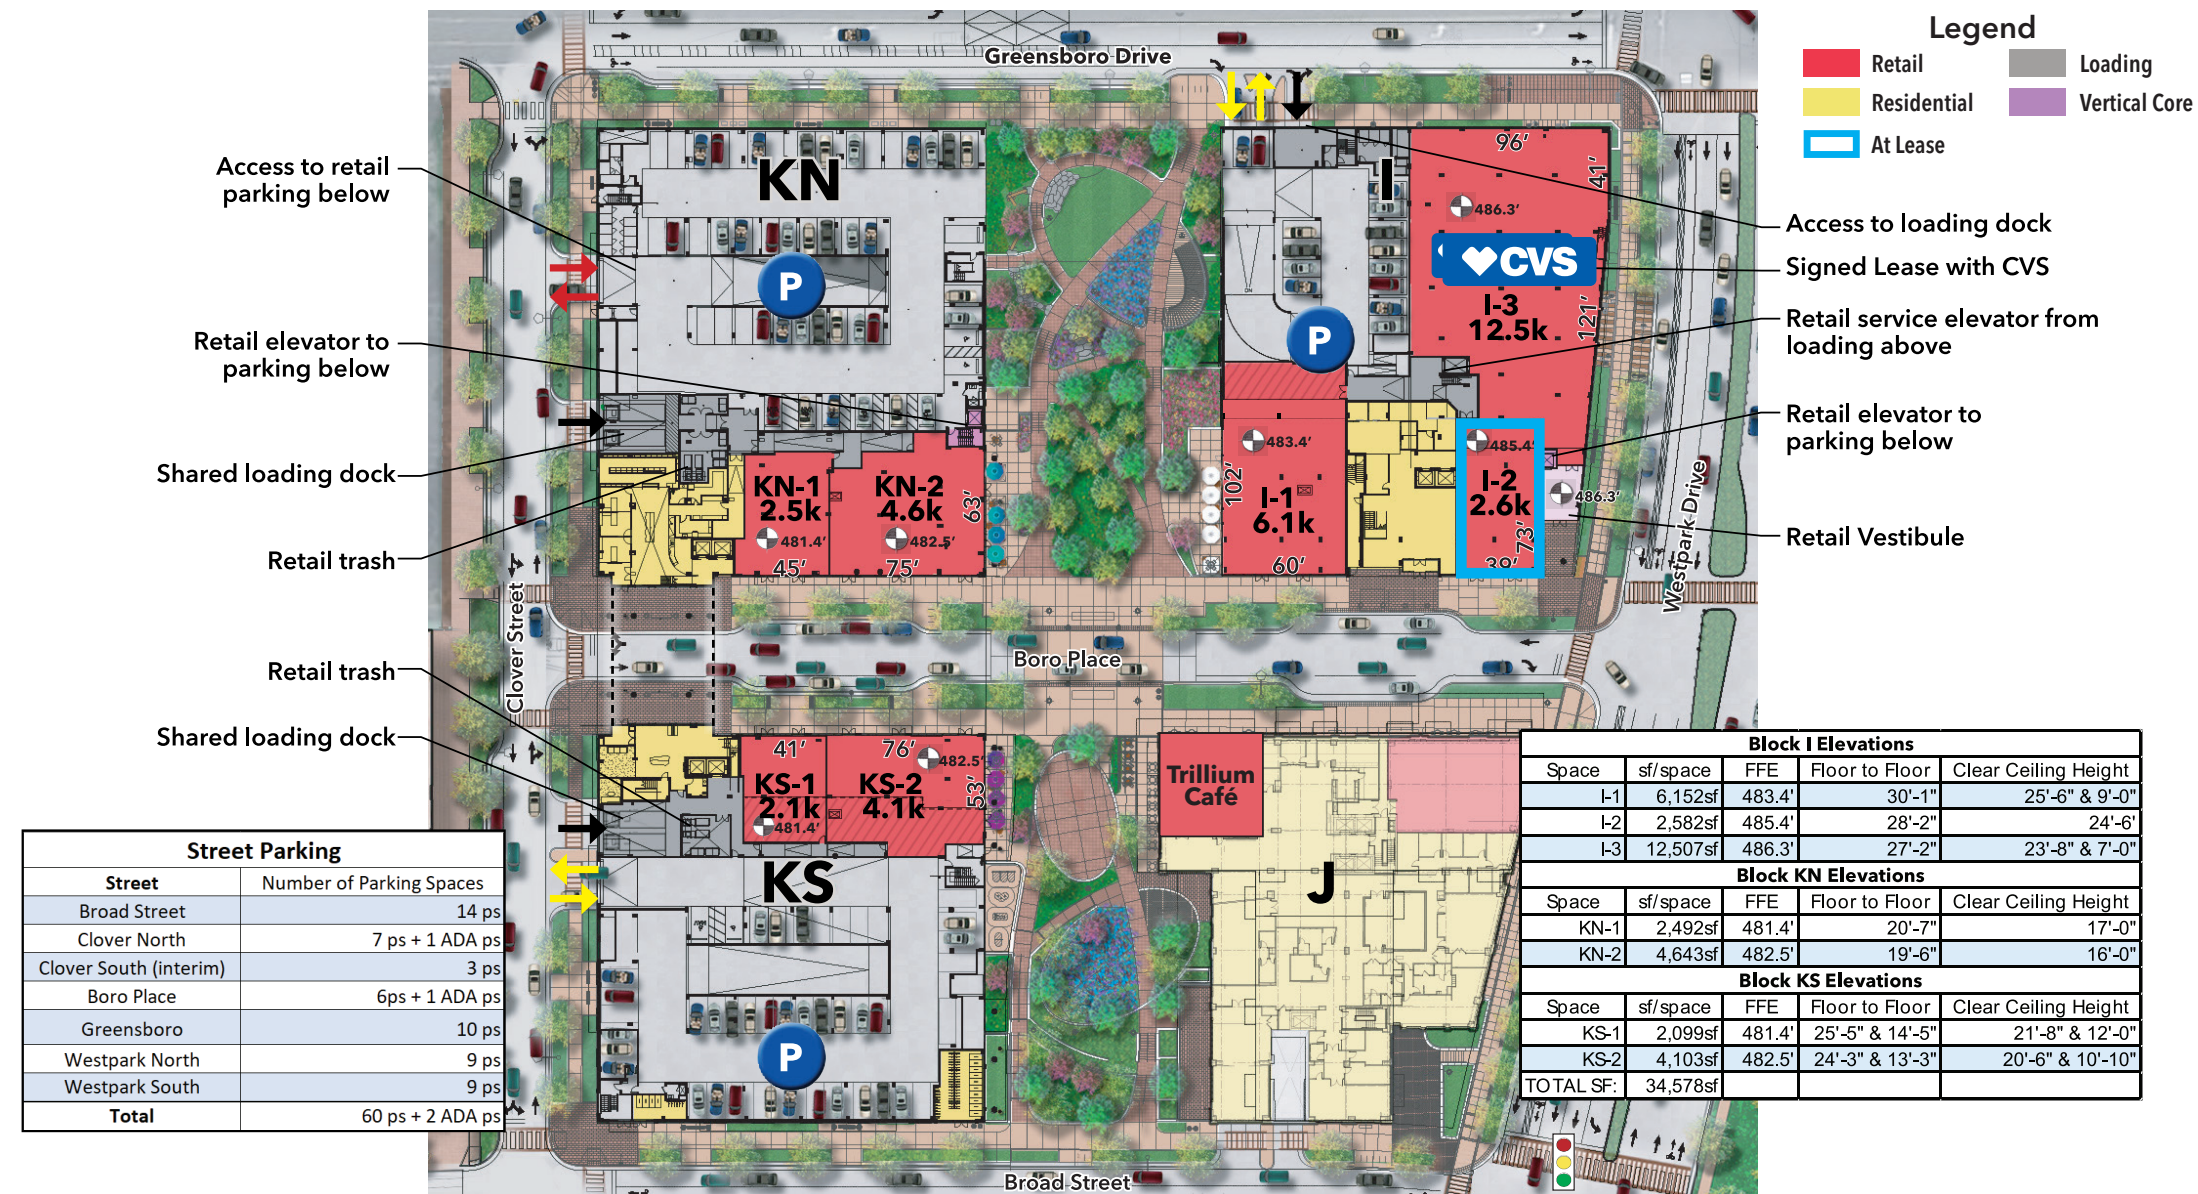 Legend
Retail
Loading
Residential
Vertical Core
At Lease
Greensboro Drive
Access to retail
parking below
Retail elevator to
parking below
Shared loading dock
Retail trash
Retail trash
Shared loading dock
Access to loading dock
Signed Lease with CVS
Retail service elevator from
loading above
Retail elevator to
parking below
Retail Vestibule
KN
P
KN-1
2.5k
481.4'
45'
KN-2
4.6k
482.5'
75'
63'
I
96'
41'
486.3'
CVS
I-3
12.5k
121'
P
483.4'
102'
I-1
6.1k
60'
485.4'
I-2
2.6k
73'
39'
486.3'
Clover Street
Westpark Drive
Boro Place
41'
KS-1
2.1k
481.4'
76'
482.5'
KS-2
4.1k
53'
KS
P
Trillium
Café
J
Broad Street
Street Parking
Street Number of Parking Spaces
Broad Street 14 ps
Clover North 7 ps + 1 ADA ps
Clover South (interim) 3 ps
Boro Place 6ps + 1 ADA ps
Greensboro 10 ps
Westpark North 9 ps
Westpark South 9 ps
Total 60 ps + 2 ADA ps
Block I Elevations
Space sf/space FFE Floor to Floor Clear Ceiling Height
I-1 6,152sf 483.4' 30'-1" 25'-6" & 9'-0"
I-2 2,582sf 485.4' 28'-2" 24'-6'
I-3 12,507sf 486.3' 27'-2" 23'-8" & 7'-0"
Block KN Elevations
Space sf/space FFE Floor to Floor Clear Ceiling Height
KN-1 2,492sf 481.4' 20'-7" 17'-0"
KN-2 4,643sf 482.5' 19'-6" 16'-0"
Block KS Elevations
Space sf/space FFE Floor to Floor Clear Ceiling Height
KS-1 2,099sf 481.4' 25'-5" & 14'-5" 21'-8" & 12'-0"
KS-2 4,103sf 482.5' 24'-3" & 13'-3" 20'-6" & 10'-10"
TOTAL SF: 34,578sf